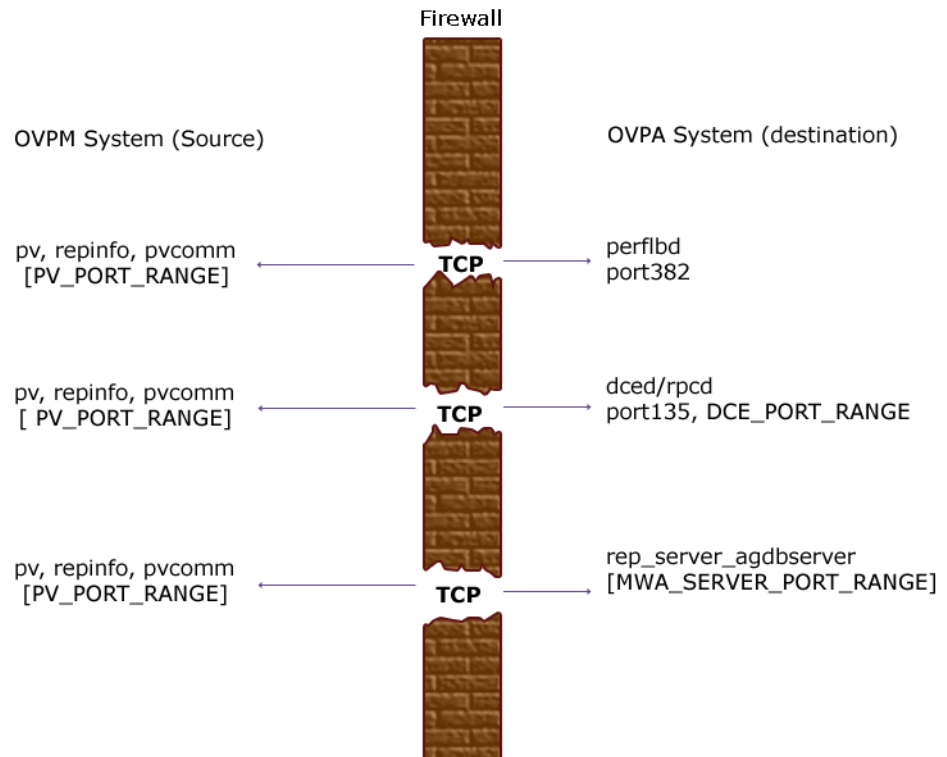 Firewall
OVPM System (Source)
OVPA System (destination)
pv, repinfo, pvcomm
[PV_PORT_RANGE]
TCP
perflbd
port382
pv, repinfo, pvcomm
[ PV_PORT_RANGE]
TCP
dced/rpcd
port135, DCE_PORT_RANGE
pv, repinfo, pvcomm
[PV_PORT_RANGE]
TCP
rep_server_agdbserver
[MWA_SERVER_PORT_RANGE]